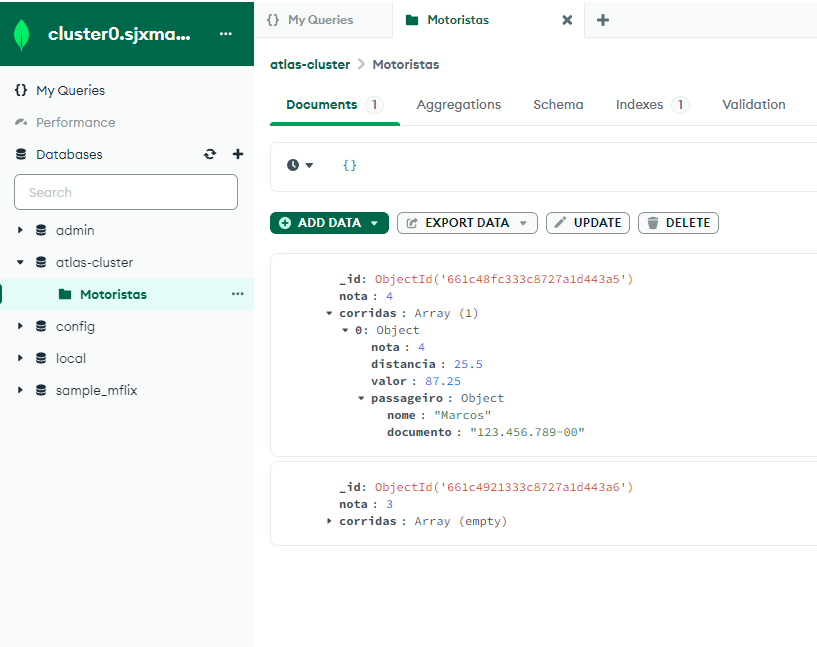 cluster0.sjxma...
{} My Queries
Performance
Databases
Search
admin
atlas-cluster
Motoristas
config
local
sample_mflix
{} My Queries
Motoristas
atlas-cluster > Motoristas
Documents 1 Aggregations Schema Indexes 1 Validation
{}
ADD DATA EXPORT DATA UPDATE DELETE
_id: ObjectId('661c48fc333c8727a1d443a5')
nota : 4
corridas : Array (1)
0: Object
nota : 4
distancia : 25.5
valor : 87.25
passageiro : Object
nome : "Marcos"
documento : "123.456.789-00"
_id: ObjectId('661c4921333c8727a1d443a6')
nota : 3
corridas : Array (empty)